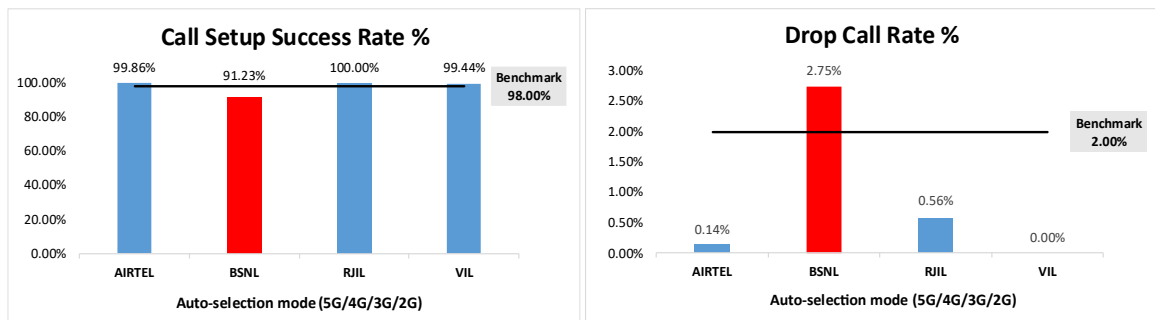 Call Setup Success Rate %
99.86%
91.23%
100.00%
99.44%
Benchmark
98.00%
100.00%
80.00%
60.00%
40.00%
20.00%
0.00%
AIRTEL
BSNL
RJIL
VIL
Auto-selection mode (5G/4G/3G/2G)
Drop Call Rate %
3.00%
2.50%
2.00%
1.50%
1.00%
0.50%
0.00%
0.14%
2.75%
0.56%
0.00%
Benchmark
2.00%
AIRTEL
BSNL
RJIL
VIL
Auto-selection mode (5G/4G/3G/2G)